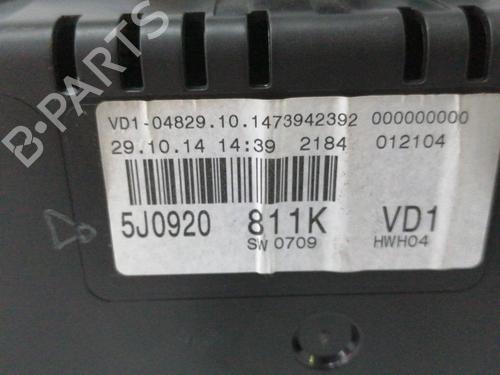 B-PARTS
VD1-04829.10.1473942392 000000000
29.10.14 14:39 2184 012104
5J0920 811K VD1
SW 0709 HWH04